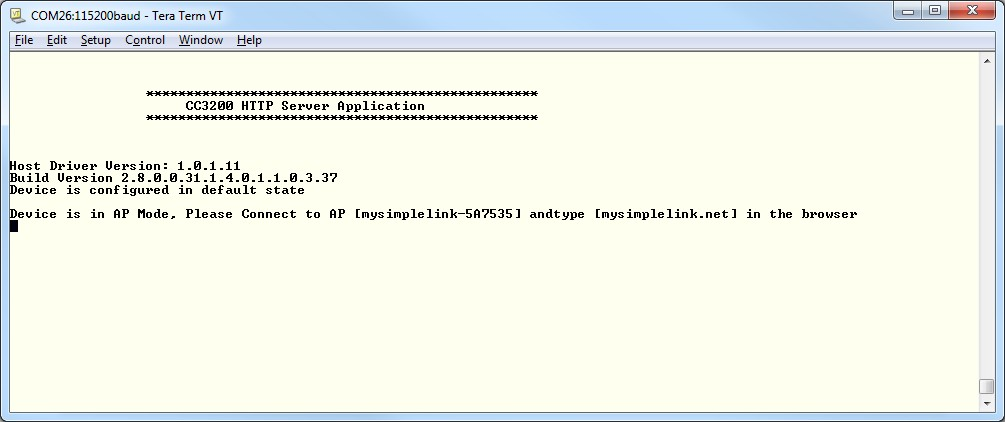 COM26:115200baud - Tera Term VT
File Edit Setup Control Window Help
**************************************************
CC3200 HTTP Server Application
**************************************************
Host Driver Version: 1.0.1.11
Build Version 2.8.0.0.31.1.4.0.1.1.0.3.37
Device is configured in default state
Device is in AP Mode, Please Connect to AP [mysimplelink-5A7535] andtype [mysimplelink.net] in the browser